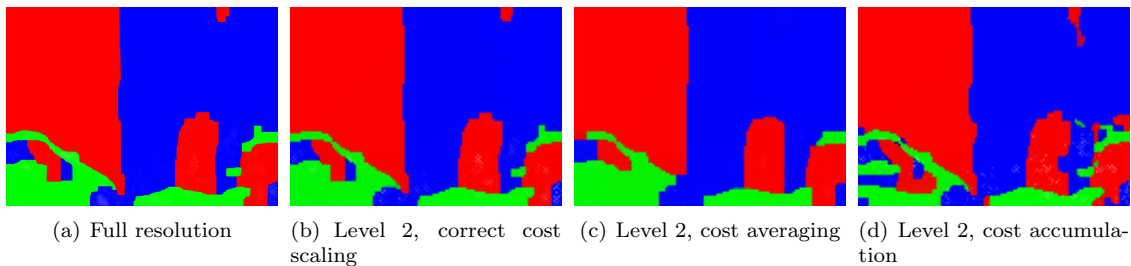 (a) Full resolution
(b) Level 2, correct cost
scaling
(c) Level 2, cost averaging
(d) Level 2, cost accumula-
tion